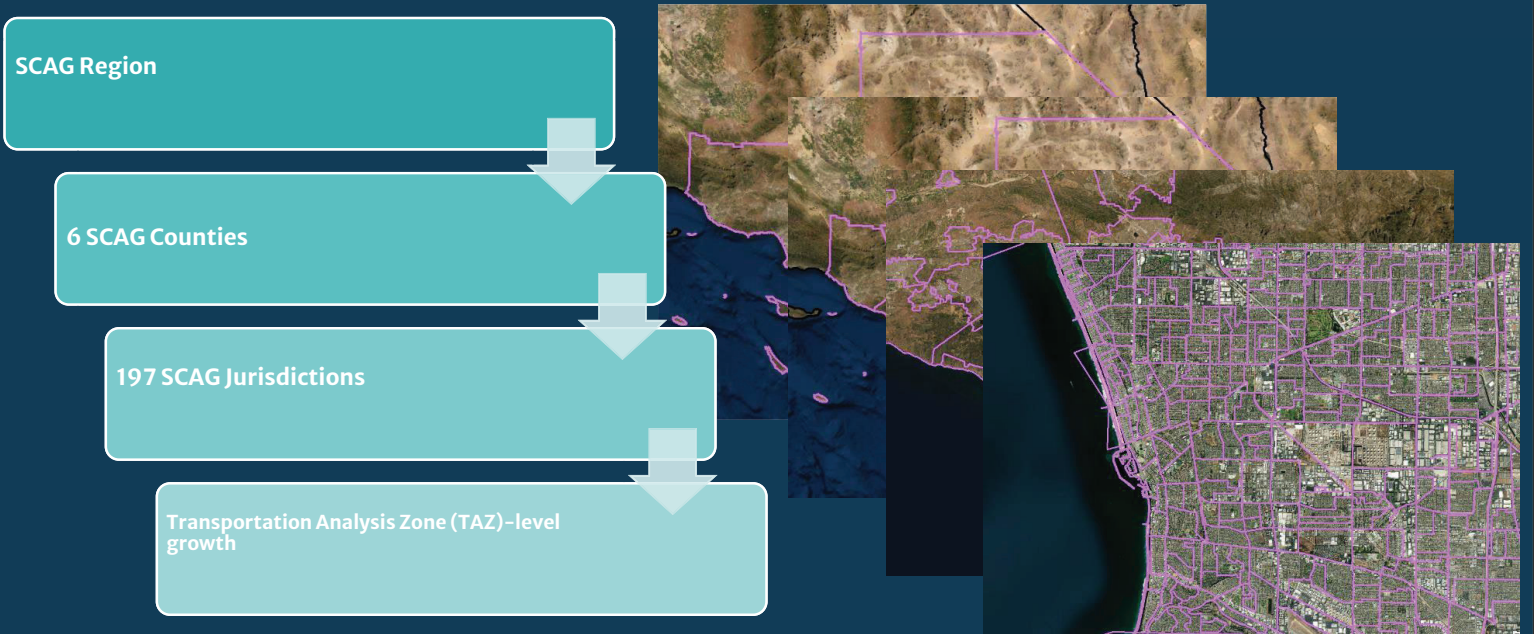 SCAG Region
6 SCAG Counties
197 SCAG Jurisdictions
Transportation Analysis Zone (TAZ)-level
growth